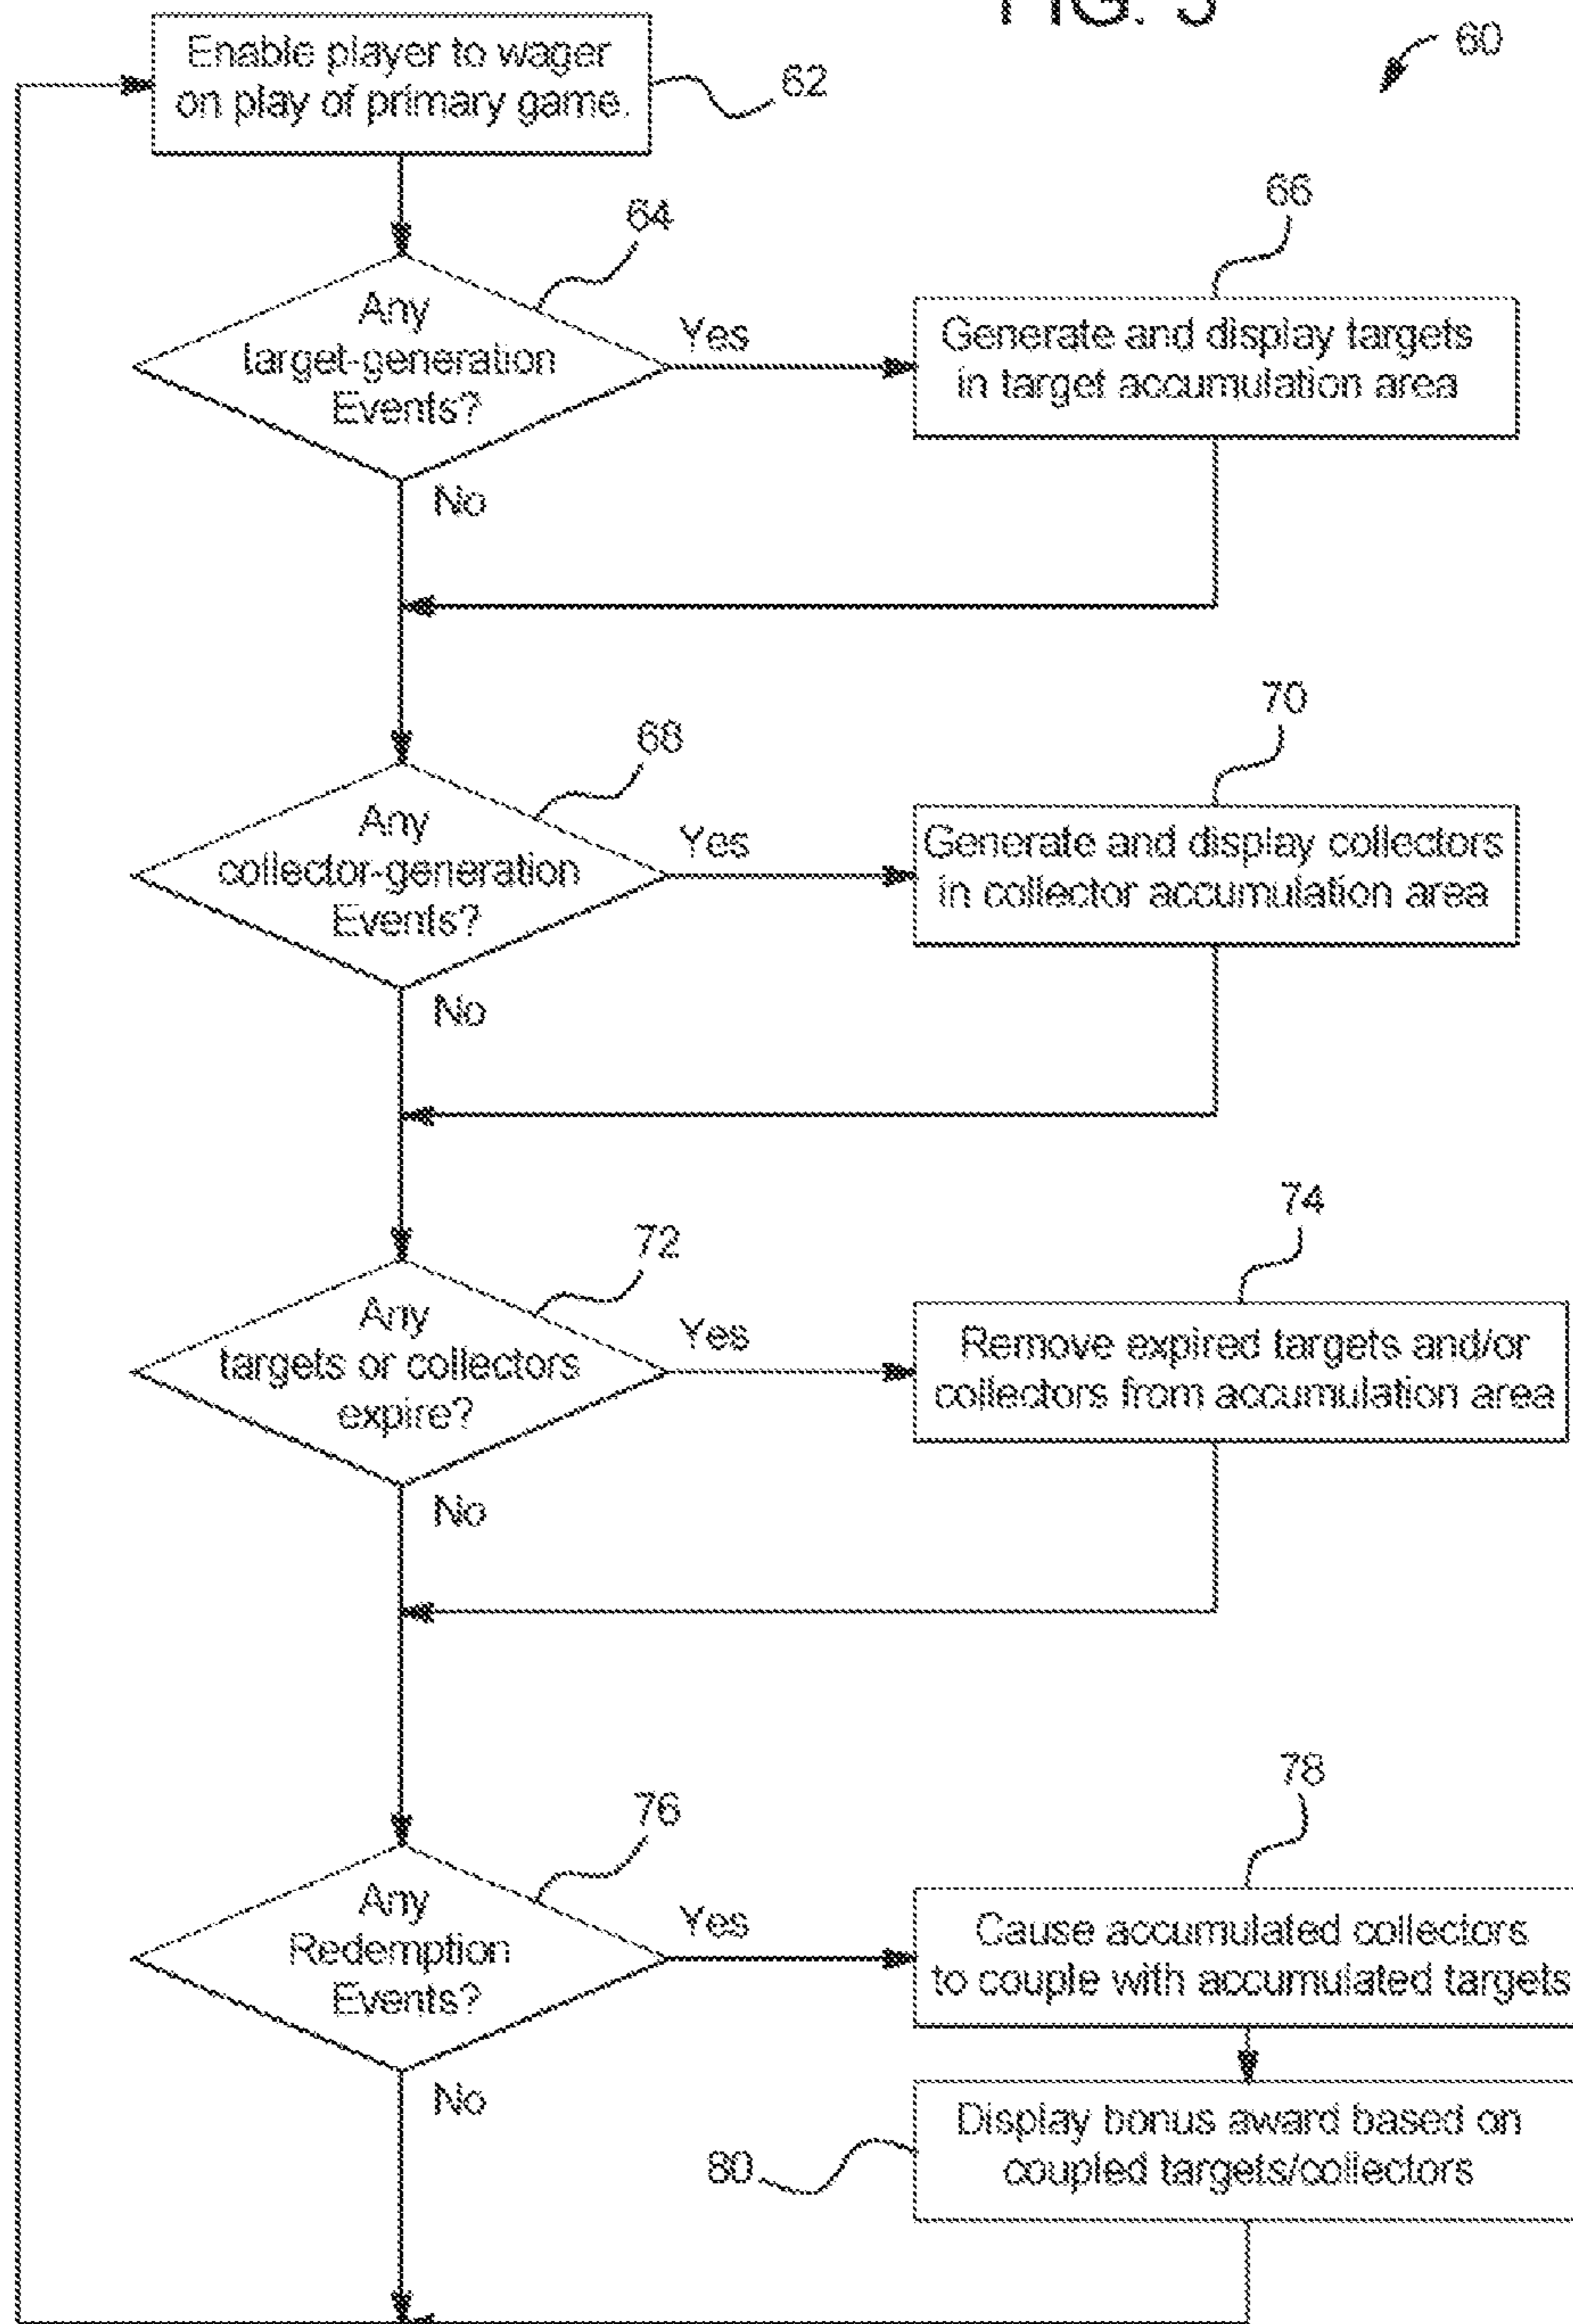 FIG. 5
60
Enable player to wager
on play of primary game.
62
64
Any
target-generation
Events?
Yes
No
66
Generate and display targets
in target accumulation area
68
Any
collector-generation
Events?
Yes
No
70
Generate and display collectors
in collector accumulation area
72
Any
targets or collectors
expire?
Yes
No
74
Remove expired targets and/or
collectors from accumulation area
76
Any
Redemption
Events?
Yes
No
78
Cause accumulated collectors
to couple with accumulated targets
80
Display bonus award based on
coupled targets/collectors